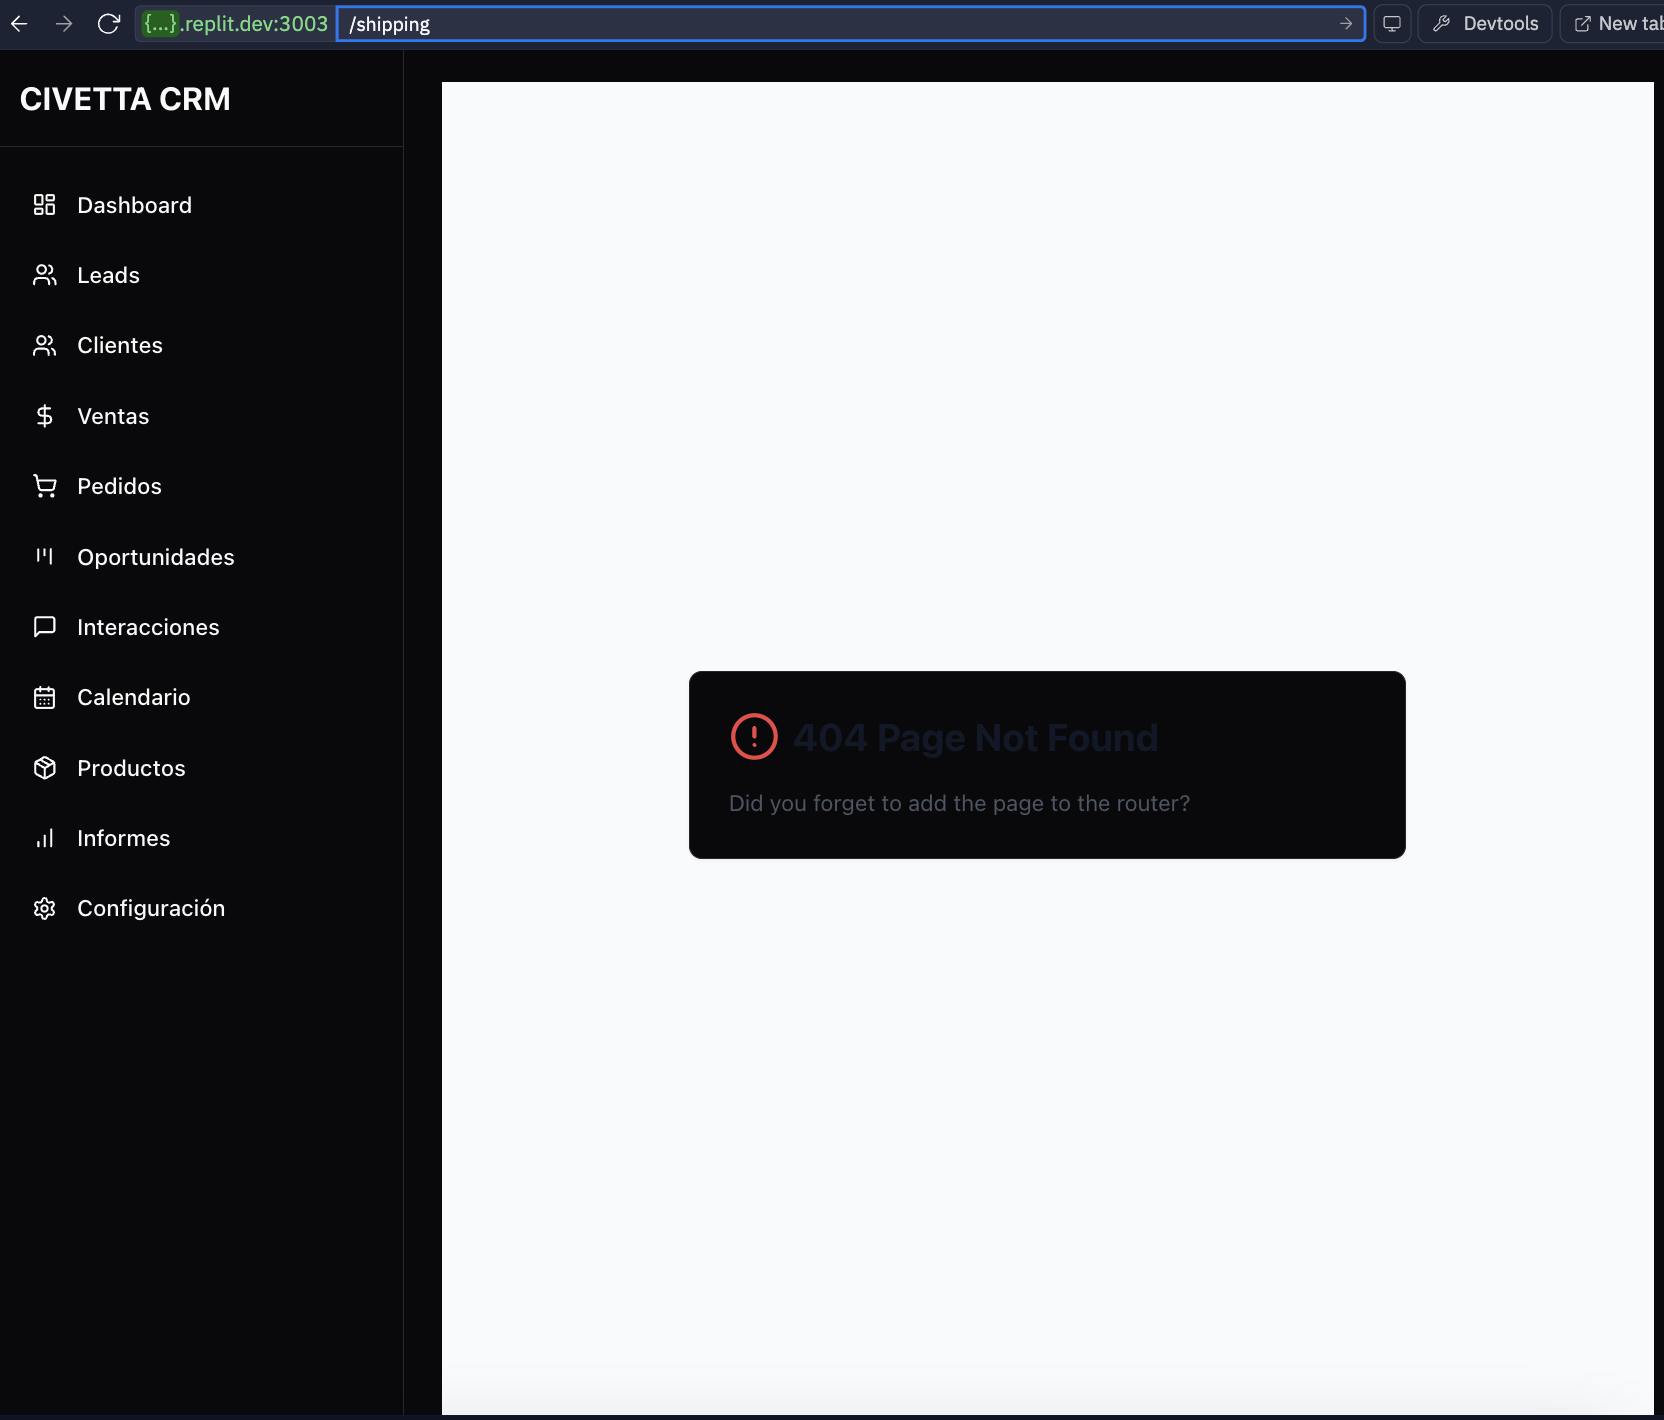 {...}.replit.dev:3003 /shipping Devtools New tab
CIVETTA CRM
Dashboard
Leads
Clientes
Ventas
Pedidos
Oportunidades
Interacciones
Calendario
Productos
Informes
Configuración
404 Page Not Found
Did you forget to add the page to the router?